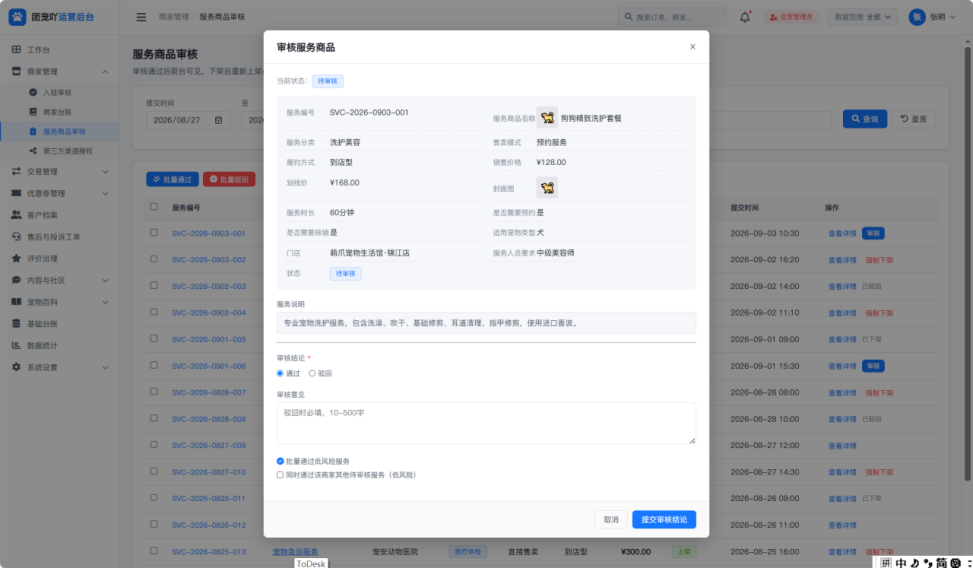 团宠吖运营后台
商家管理 / 服务商品审核
搜索订单、商家...
运营管理员
数据范围 全部
张 张明
工作台
商家管理
入驻审核
商家台账
服务商品审核
第三方渠道授权
交易管理
优惠券管理
客户档案
售后与投诉工单
评价治理
内容与社区
宠物百科
基础台账
数据统计
系统设置
服务商品审核
审核通过后前台可见，下架后重新上架
提交时间
至
2026/08/27
202
查询
重置
批量通过
批量驳回
服务编号
提交时间
操作
SVC-2026-0903-001
2026-09-03 10:30
查看详情 审核
SVC-2026-0903-002
2026-09-02 16:20
查看详情 强制下架
SVC-2026-0902-003
2026-09-02 14:00
查看详情 已驳回
SVC-2026-0902-004
2026-09-02 11:10
查看详情 强制下架
SVC-2026-0901-005
2026-09-01 09:00
查看详情 已下架
SVC-2026-0901-006
2026-09-01 15:30
查看详情 审核
SVC-2026-0828-007
2026-08-28 08:00
查看详情 强制下架
SVC-2026-0828-008
2026-08-28 10:00
查看详情 已驳回
SVC-2026-0827-009
2026-08-27 12:00
查看详情
SVC-2026-0827-010
2026-08-27 14:30
查看详情 强制下架
SVC-2026-0826-011
2026-08-26 09:00
查看详情 已下架
SVC-2026-0826-012
2026-08-26 11:00
查看详情
SVC-2026-0825-013
宠物急诊服务
宠安动物医院
医疗体检
直接售卖
到店型
¥300.00
上架
2026-08-25 16:00
查看详情 强制下架
审核服务商品
×
当前状态： 待审核
服务编号 SVC-2026-0903-001
服务商品名称 狗狗精致洗护套餐
服务分类 洗护美容
售卖模式 预约服务
履约方式 到店型
销售价格 ¥128.00
划线价 ¥168.00
封面图
服务时长 60分钟
是否需要预约 是
是否需要核销 是
适用宠物类型 犬
门店 萌爪宠物生活馆·锦江店
服务人员要求 中级美容师
状态 待审核
服务说明
专业宠物洗护服务，包含洗澡、吹干、基础修剪、耳道清理、指甲修剪，使用进口香波。
审核结论 *
通过 驳回
审核意见
驳回时必填，10-500字
批量通过低风险服务
同时通过该商家其他待审核服务（低风险）
取消
提交审核结论
ToDesk
拼 中 简